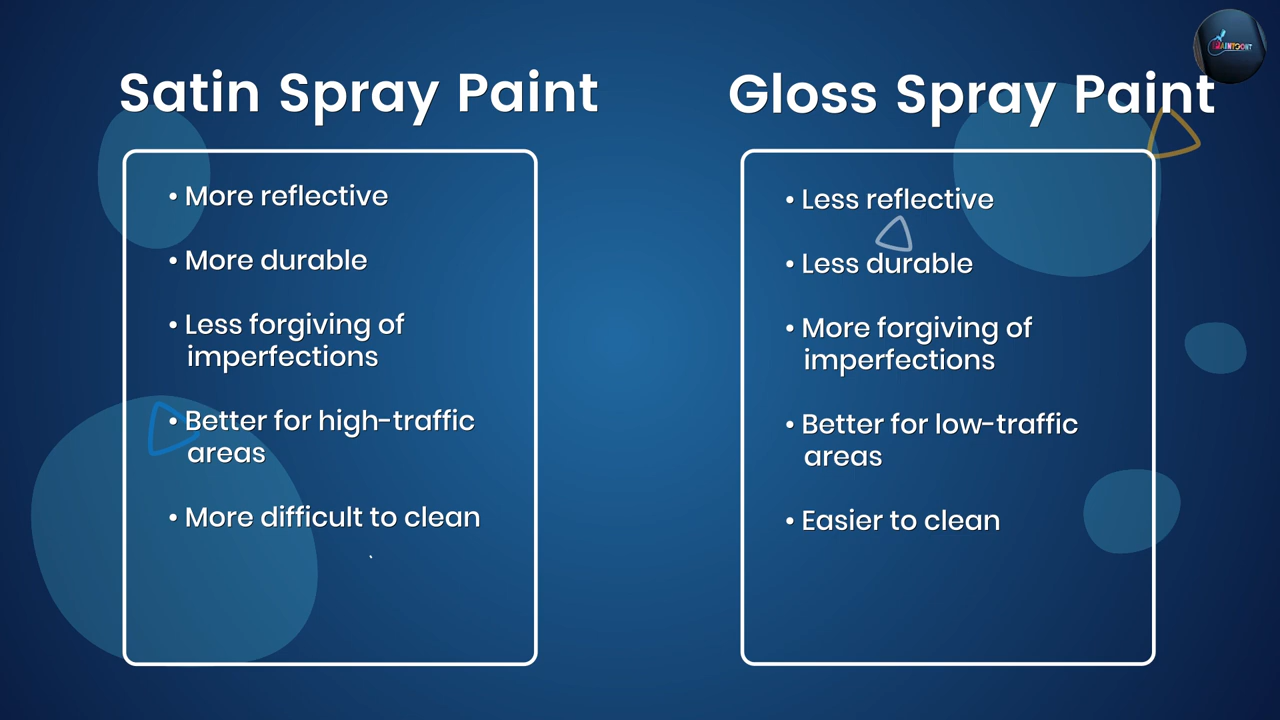 Satin Spray Paint
• More reflective
• More durable
• Less forgiving of
imperfections
• Better for high-traffic
areas
• More difficult to clean
Gloss Spray Paint
• Less reflective
• Less durable
• More forgiving of
imperfections
• Better for low-traffic
areas
• Easier to clean